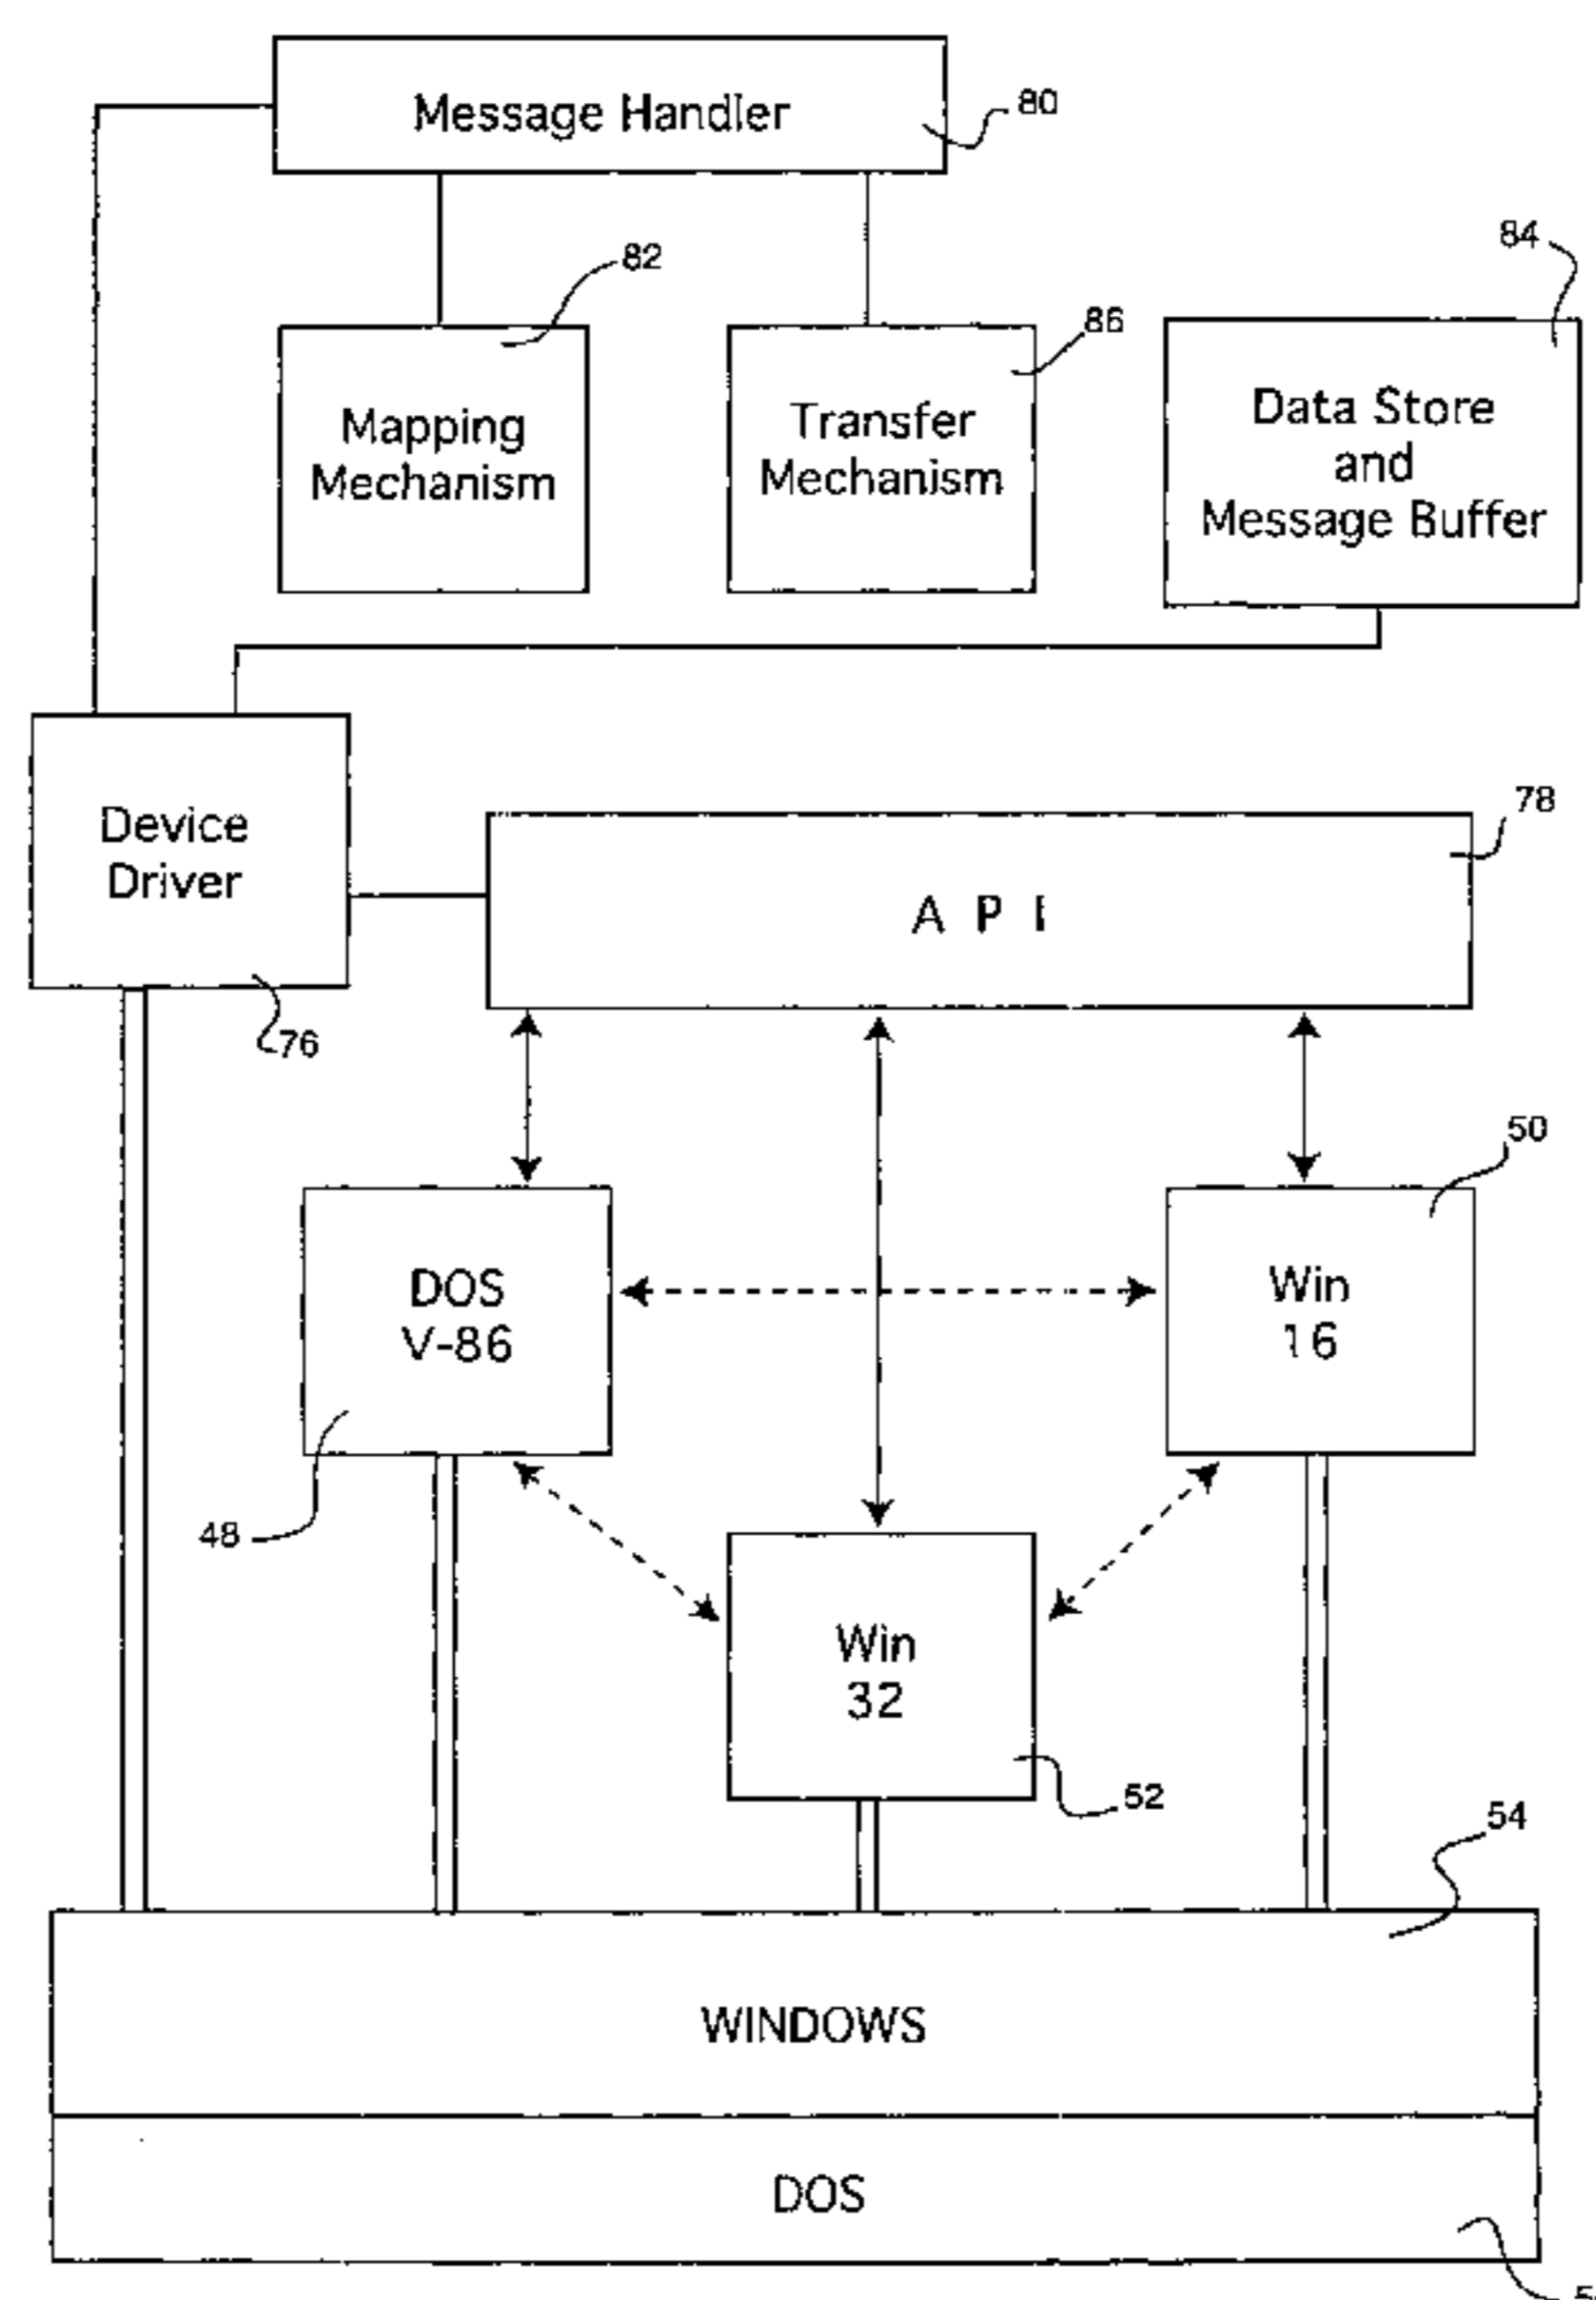 Message Handler
80
82
84
86
Mapping
Mechanism
Transfer
Mechanism
Data Store
and
Message Buffer
Device
Driver
78
A P I
76
50
DOS
V-86
Win
16
48
Win
32
52
54
WINDOWS
DOS